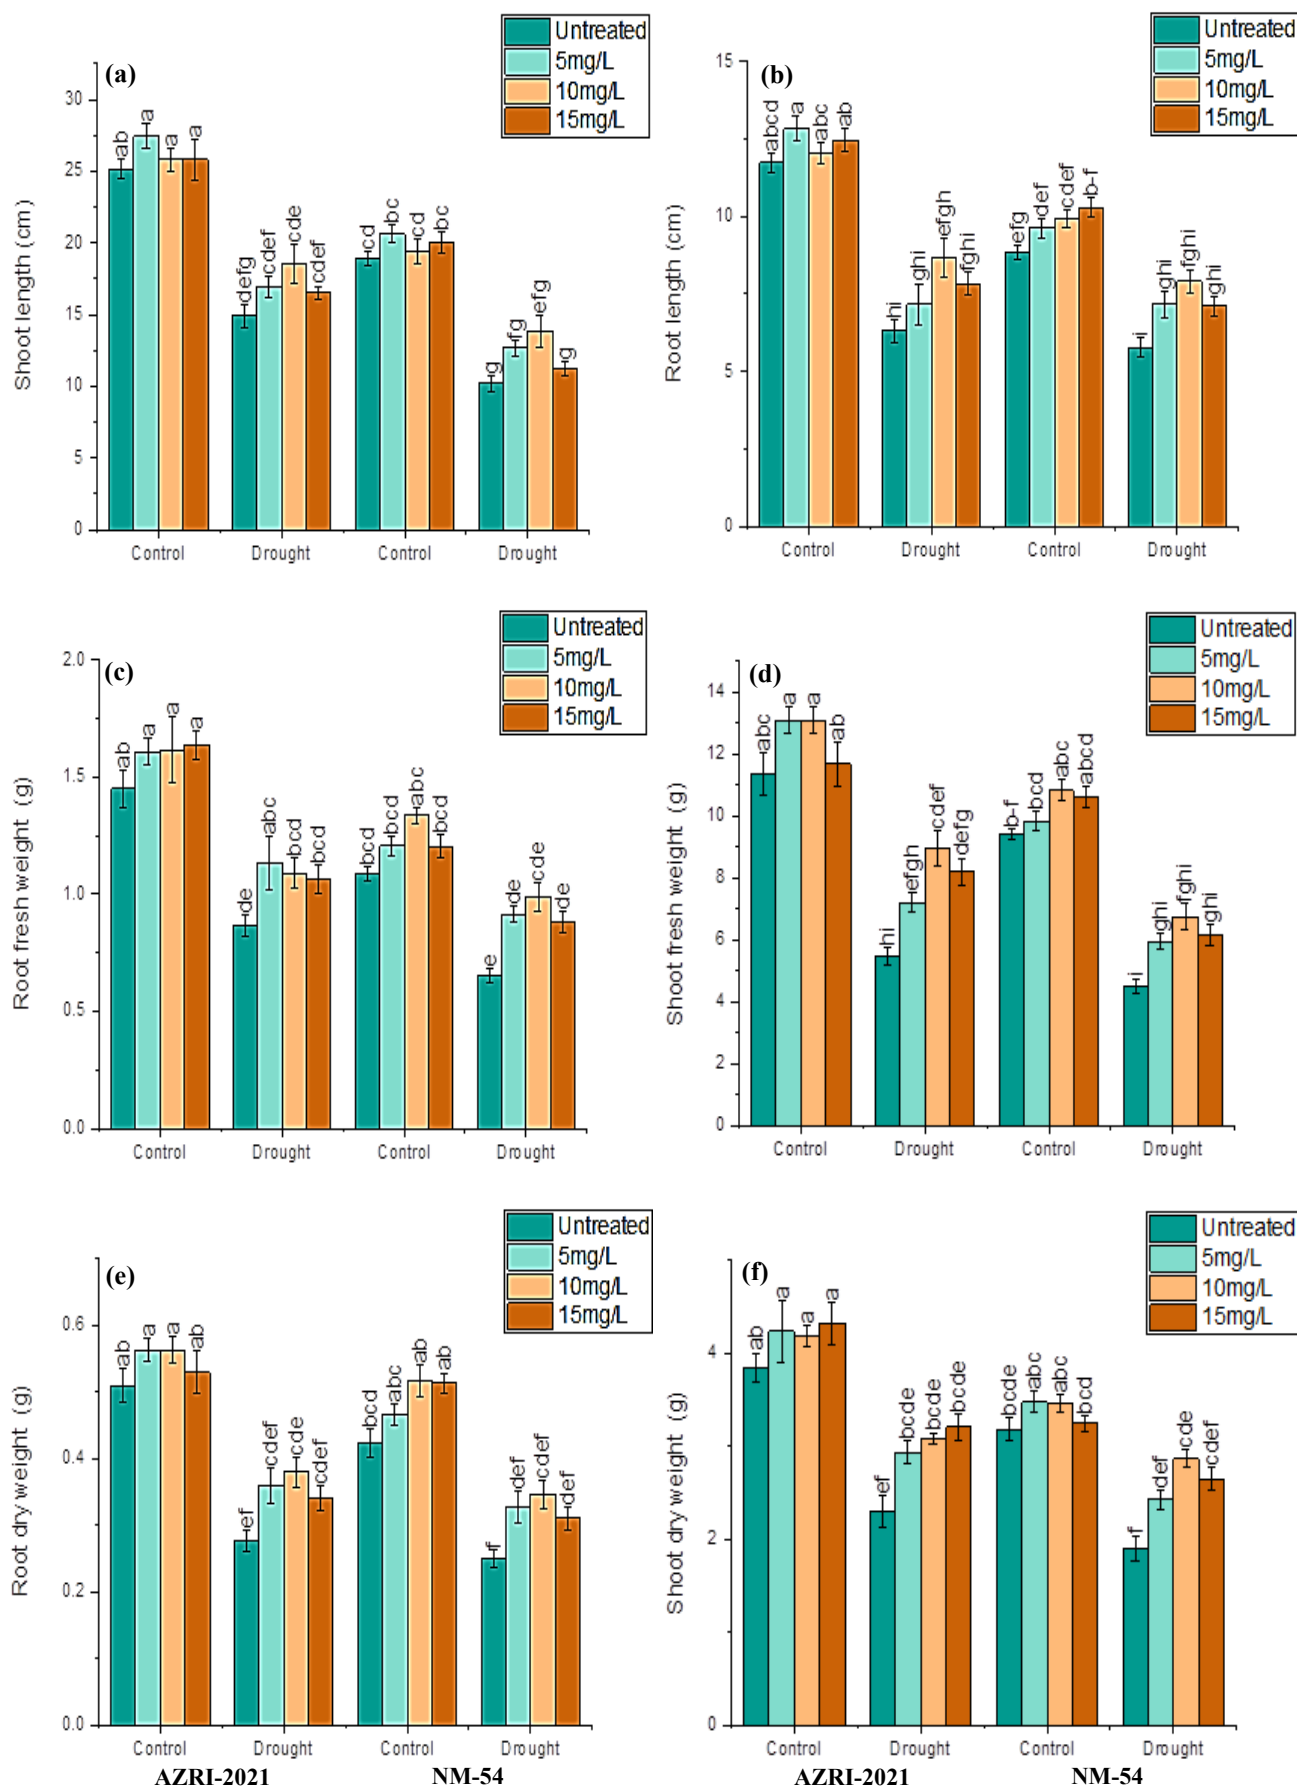 (a)
Untreated
5mg/L
10mg/L
15mg/L
Shoot length (cm)
30
25
20
15
10
5
0
ab
a
a
a
defg
cdef
cde
cdef
cd
bc
cd
bc
g
fg
efg
g
Control
Drought
Control
Drought
(b)
Untreated
5mg/L
10mg/L
15mg/L
Root length (cm)
15
10
5
0
abcd
a
abc
ab
hi
ghi
efgh
fghi
efg
def
cdef
b-f
i
ghi
fghi
ghi
Control
Drought
Control
Drought
(c)
Untreated
5mg/L
10mg/L
15mg/L
Root fresh weight (g)
2.0
1.5
1.0
0.5
0.0
ab
a
a
a
de
abc
bcd
bcd
bcd
bcd
abc
bcd
e
de
cde
de
Control
Drought
Control
Drought
(d)
Untreated
5mg/L
10mg/L
15mg/L
Shoot fresh weight (g)
14
12
10
8
6
4
2
0
abc
a
a
ab
hi
efgh
cdef
defg
b-f
bcd
abc
abcd
i
ghi
fghi
ghi
Control
Drought
Control
Drought
(e)
Untreated
5mg/L
10mg/L
15mg/L
Root dry weight (g)
0.6
0.4
0.2
0.0
ab
a
a
ab
ef
cdef
cde
cdef
bcd
abc
ab
ab
f
def
cdef
def
Control
Drought
Control
Drought
AZRI-2021
NM-54
(f)
Untreated
5mg/L
10mg/L
15mg/L
Shoot dry weight (g)
4
2
0
ab
a
a
a
ef
bcde
bcde
bcde
bcde
abc
abc
bcd
f
def
cde
cdef
Control
Drought
Control
Drought
AZRI-2021
NM-54